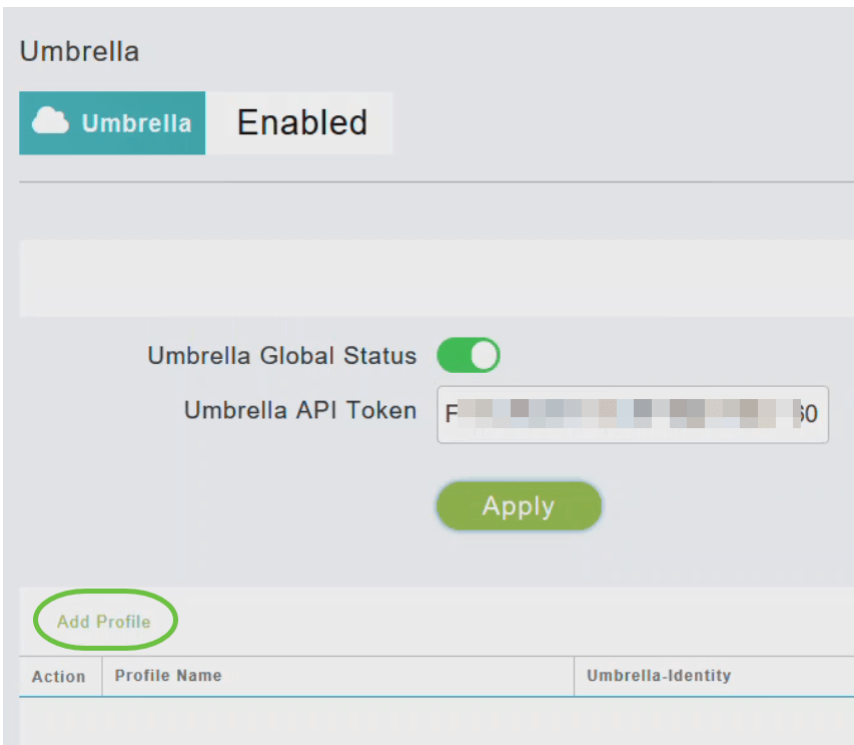 Umbrella
Umbrella Enabled
Umbrella Global Status
Umbrella API Token F
Apply
Add Profile
Action Profile Name Umbrella-Identity